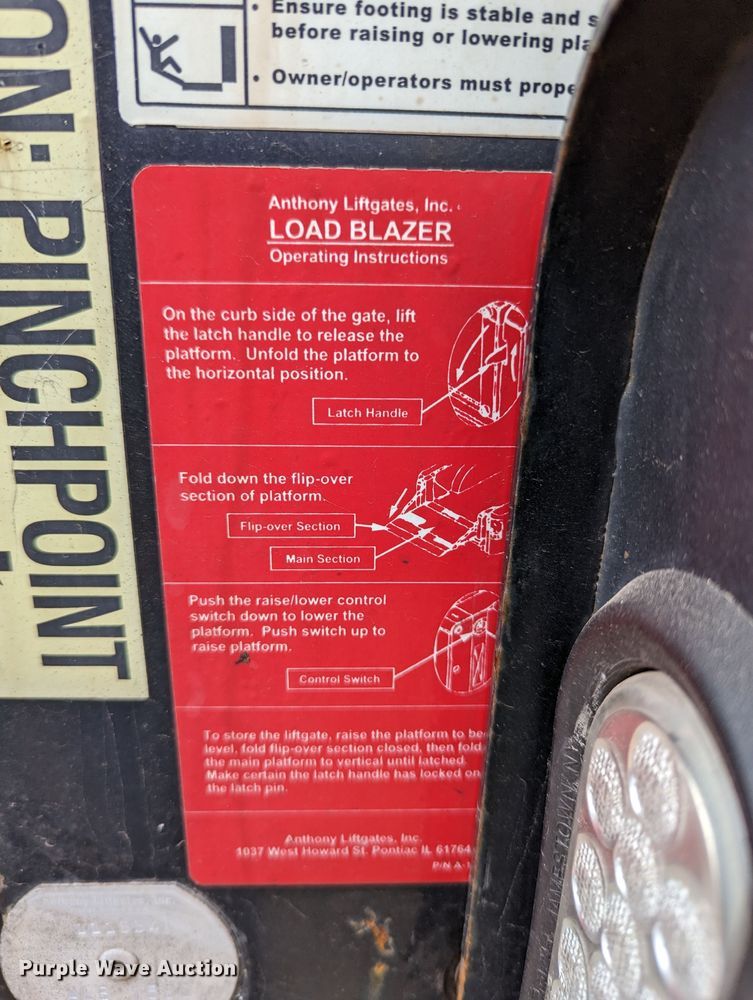 • Ensure footing is stable and
before raising or lowering
• Owner/operators must
ON: PINCHPOINT
Anthony Liftgates, Inc.
LOAD BLAZER
Operating Instructions
On the curb side of the gate, lift
the latch handle to release the
platform. Unfold the platform to
the horizontal position.
Latch Handle
Fold down the flip-over
section of platform.
Flip-over Section
Main Section
Push the raise/lower control
switch down to lower the
platform. Push switch up to
raise platform.
Control Switch
To store the liftgate, raise the platform to
level, fold flip-over section closed, then fold
the main platform to vertical until latched.
Make certain the latch handle has locked on
the latch pin.
Anthony Liftgates, Inc.
1037 West Howard St. Pontiac IL 61764
P/N A-1
Purple Wave Auction